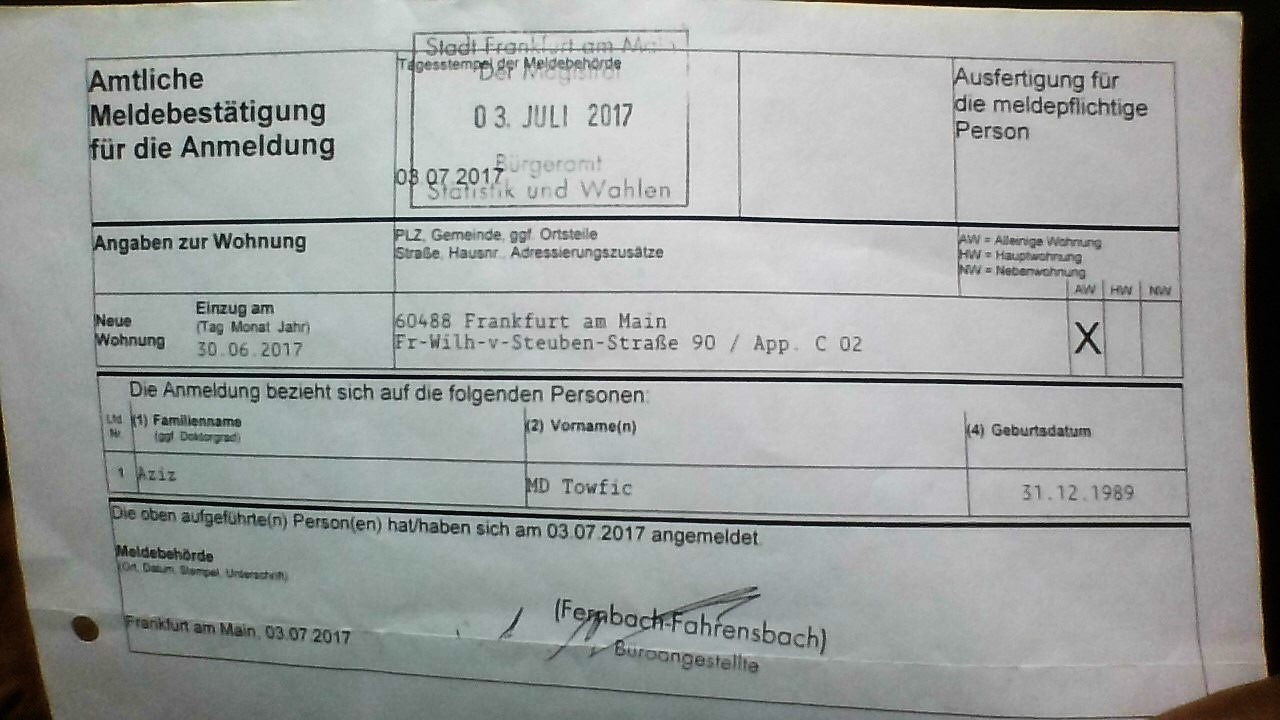 Stadt Frankfurt am Main
Der Magistrat
Amtliche
Meldebestätigung
für die Anmeldung
Tagesstempel der Meldebehörde
03. JULI 2017
Bürgeramt
03 07 2017
Statistik und Wahlen
Ausfertigung für
die meldepflichtige
Person
Angaben zur Wohnung
PLZ, Gemeinde, ggf. Ortsteile
Straße, Hausnr., Adressierungszusätze
AW = Alleinige Wohnung
HW = Hauptwohnung
NW = Nebenwohnung
AW HW NW
Neue
Wohnung
Einzug am
(Tag Monat Jahr)
30.06.2017
60488 Frankfurt am Main
Fr-Wilh-v-Steuben-Straße 90 / App. C 02
X
Die Anmeldung bezieht sich auf die folgenden Personen:
Lfd
Nr.
(1) Familienname
(ggf. Doktorgrad)
(2) Vorname(n)
(4) Geburtsdatum
1 Aziz
MD Towfic
31.12.1989
Die oben aufgeführte(n) Person(en) hat/haben sich am 03.07.2017 angemeldet
Meldebehörde
(Ort, Datum, Stempel, Unterschrift)
Frankfurt am Main, 03.07.2017
(Fernbach-Fahrensbach)
Büroangestellte